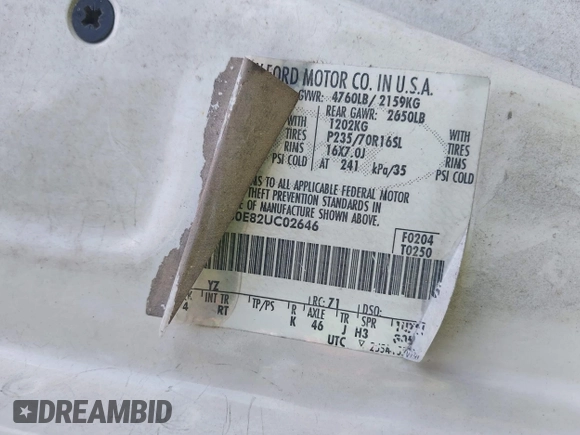 FORD MOTOR CO. IN U.S.A.
GVWR: 4760LB/ 2159KG
REAR GAWR: 2650LB
WITH 1202KG WITH
TIRES P235/70R16SL TIRES
RIMS 16X7.0J RIMS
PSI COLD AT 241 kPa/35 PSI COLD
MS TO ALL APPLICABLE FEDERAL MOTOR
THEFT PREVENTION STANDARDS IN
OF MANUFACTURE SHOWN ABOVE.
0E82UC02646
F0204
T0250
YZ RC: 71 DSO:
INT TR TP/PS R AXLE TR SPR
4 RT K 46 J H3
UTC
DREAMBID